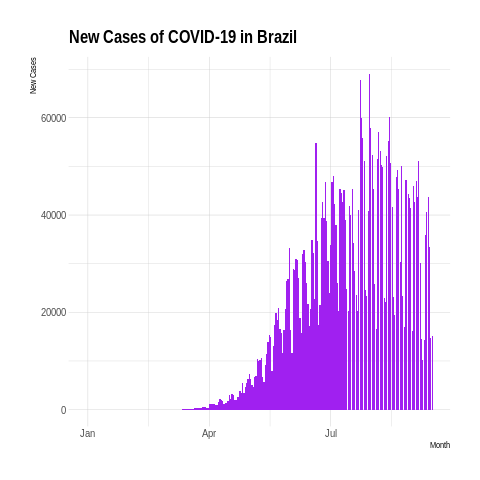 New Cases of COVID-19 in Brazil
New Cases
60000
40000
20000
0
Jan Apr Jul
Month